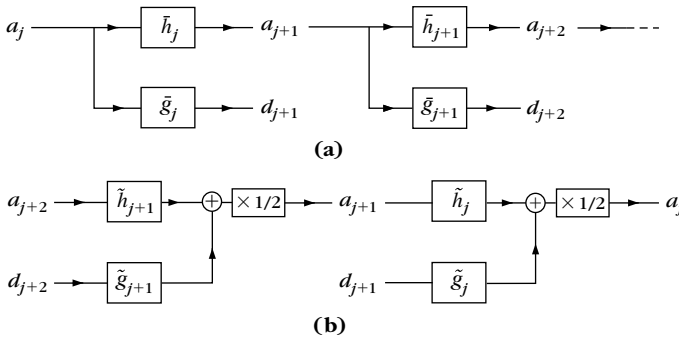 a_j h̄_j a_{j+1} h̄_{j+1} a_{j+2}
ḡ_j d_{j+1} ḡ_{j+1} d_{j+2}
(a)
a_{j+2} h̃_{j+1} + × 1/2 a_{j+1} h̃_j + × 1/2 a_j
d_{j+2} g̃_{j+1} d_{j+1} g̃_j
(b)